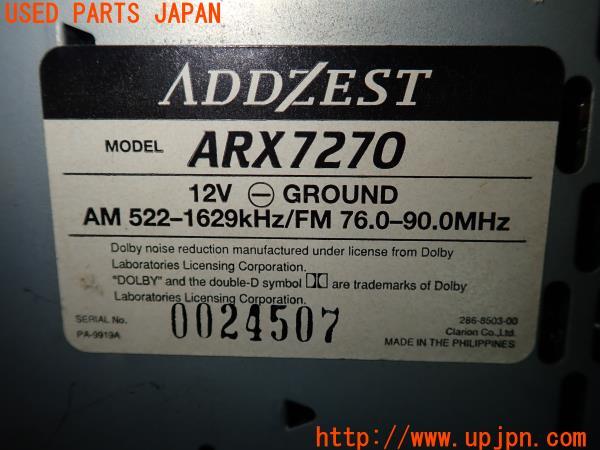 USED PARTS JAPAN
ADDZEST
MODEL ARX7270
12V ⊖ GROUND
AM 522–1629kHz/FM 76.0–90.0MHz
Dolby noise reduction manufactured under license from Dolby
Laboratories Licensing Corporation.
"DOLBY" and the double-D symbol are trademarks of Dolby
Laboratories Licensing Corporation.
SERIAL No. 0024507
286-8503-00
Clarion Co.,Ltd.
PA-9919A
MADE IN THE PHILIPPINES
www.upjpn.com